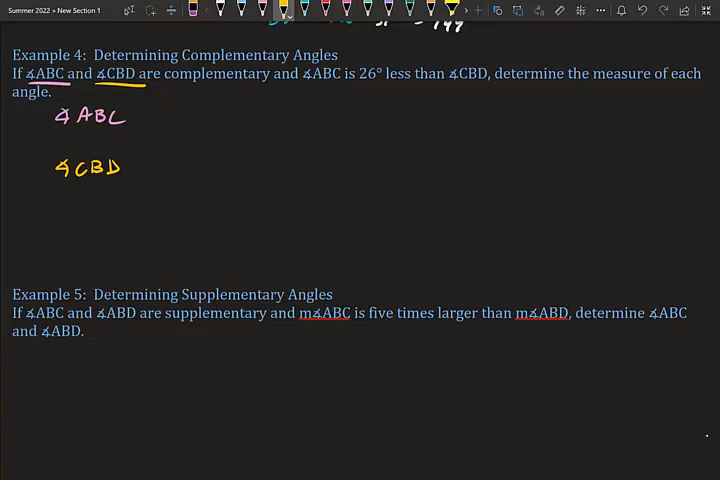 Summer 2022 » New Section 1
Example 4: Determining Complementary Angles
If ∡ABC and ∡CBD are complementary and ∡ABC is 26° less than ∡CBD, determine the measure of each
angle.
∡ ABC
∡ CBD
Example 5: Determining Supplementary Angles
If ∡ABC and ∡ABD are supplementary and m∡ABC is five times larger than m∡ABD, determine ∡ABC
and ∡ABD.